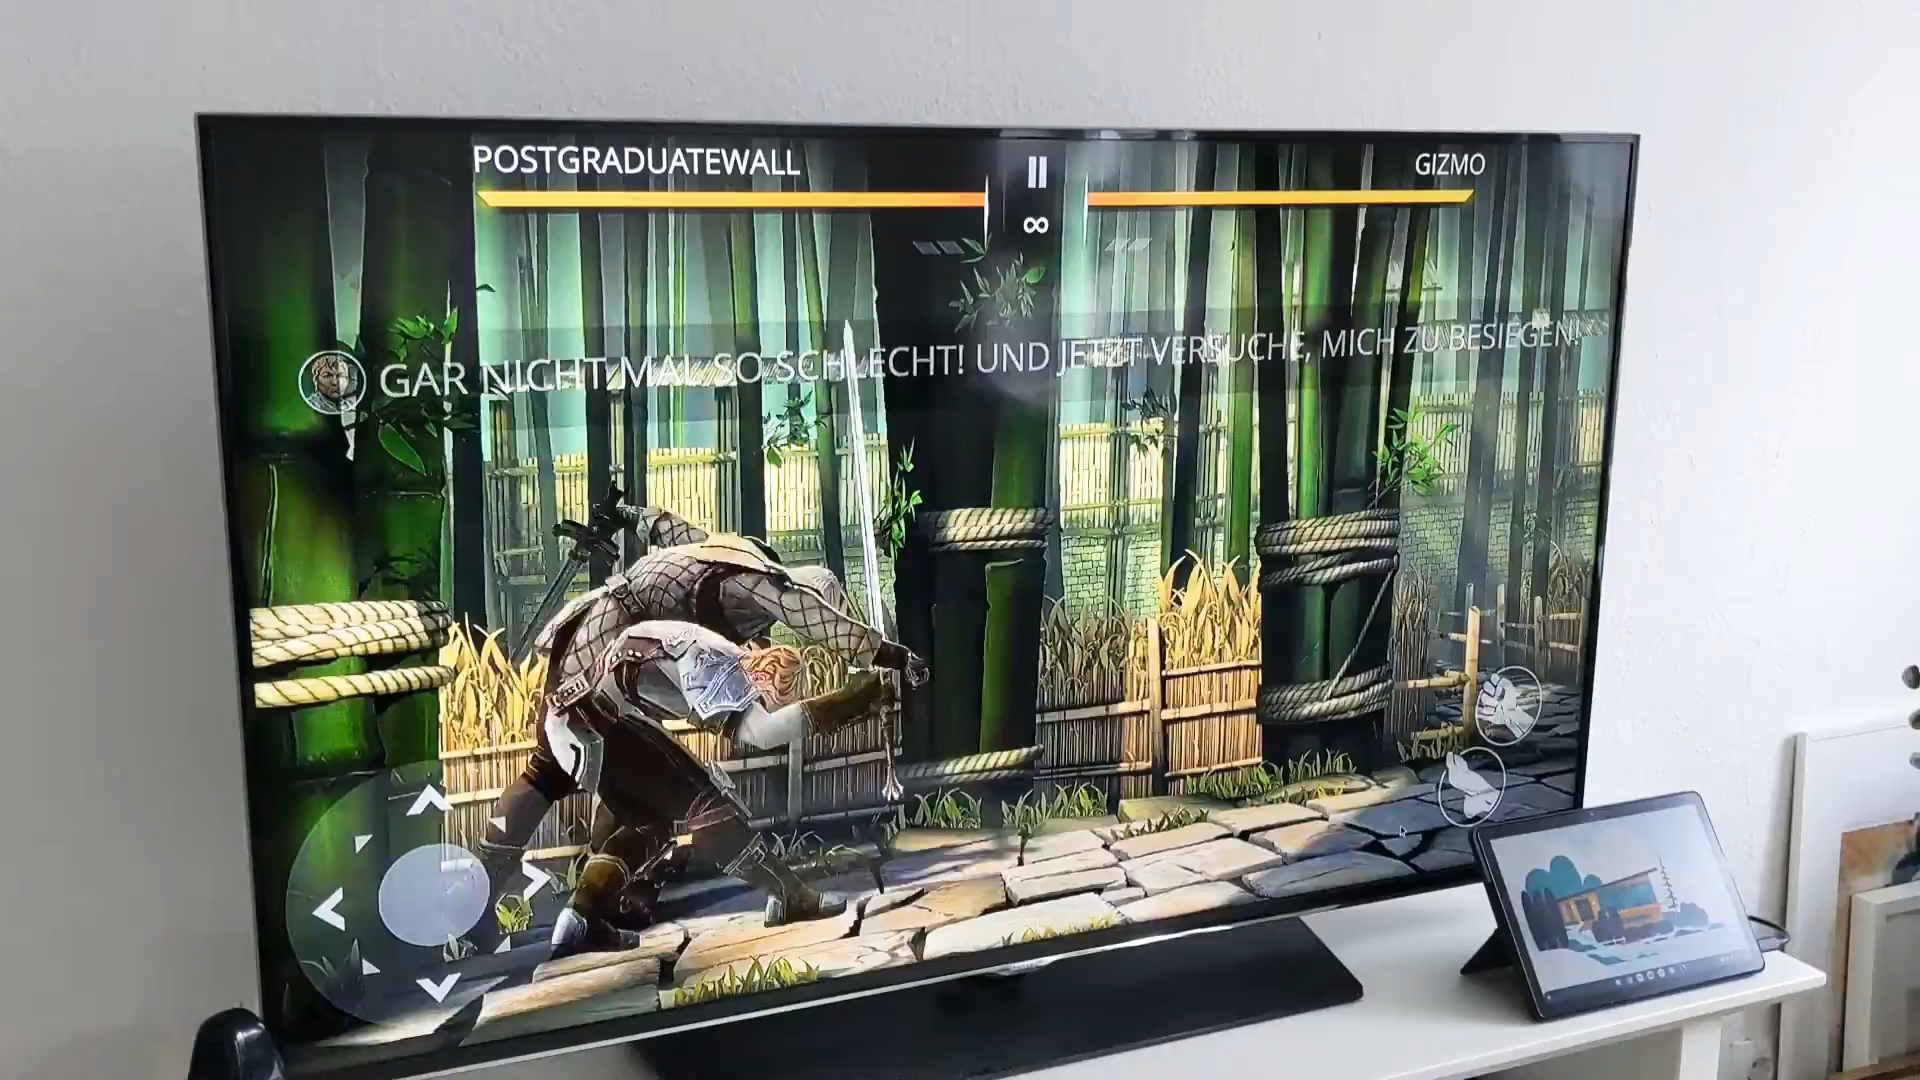 POSTGRADUATEWALL
GIZMO
∞
GAR NICHT MAL SO SCHLECHT! UND JETZT VERSUCHE, MICH ZU BESIEGEN!